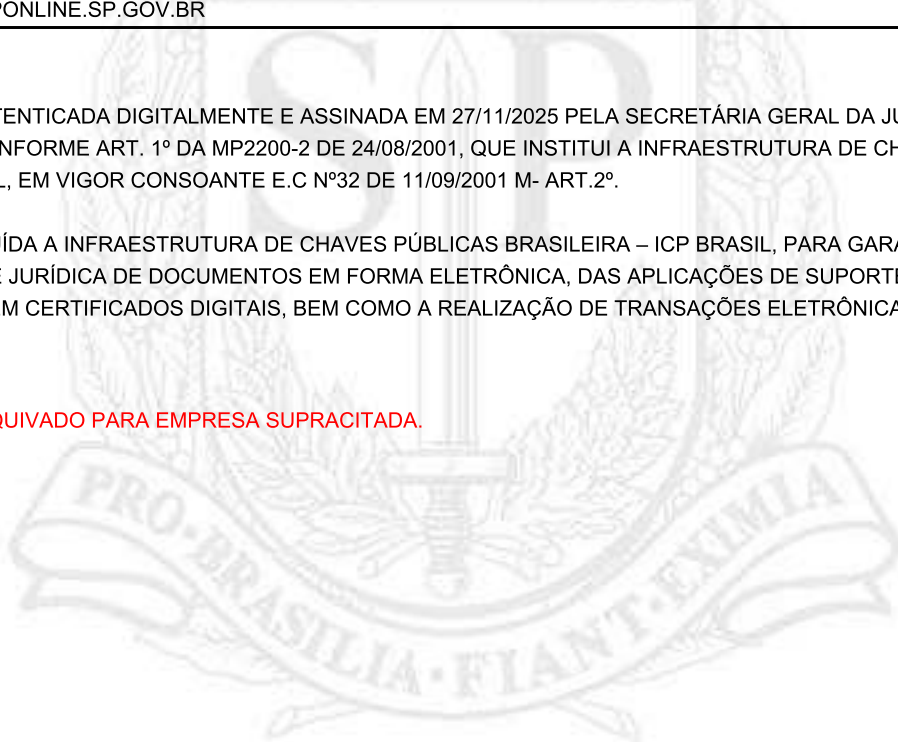 PONLINE.SP.GOV.BR
TENTICADA DIGITALMENTE E ASSINADA EM 27/11/2025 PELA SECRETÁRIA GERAL DA JU
NFORME ART. 1º DA MP2200-2 DE 24/08/2001, QUE INSTITUI A INFRAESTRUTURA DE CH
L, EM VIGOR CONSOANTE E.C Nº32 DE 11/09/2001 M- ART.2º.
ÍDA A INFRAESTRUTURA DE CHAVES PÚBLICAS BRASILEIRA – ICP BRASIL, PARA GARA
E JURÍDICA DE DOCUMENTOS EM FORMA ELETRÔNICA, DAS APLICAÇÕES DE SUPORTE
EM CERTIFICADOS DIGITAIS, BEM COMO A REALIZAÇÃO DE TRANSAÇÕES ELETRÔNICA
QUIVADO PARA EMPRESA SUPRACITADA.
SP
PRO·BRASILIA·FIANT·EXIMIA